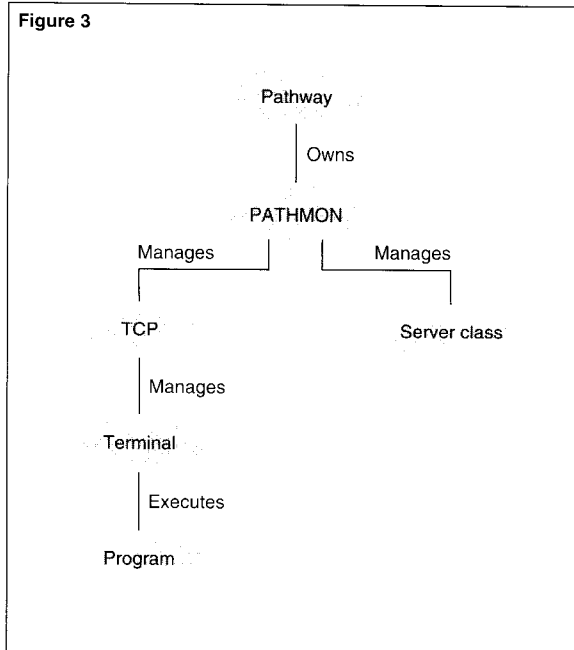 Figure 3
Pathway
Owns
PATHMON
Manages
Manages
TCP
Server class
Manages
Terminal
Executes
Program